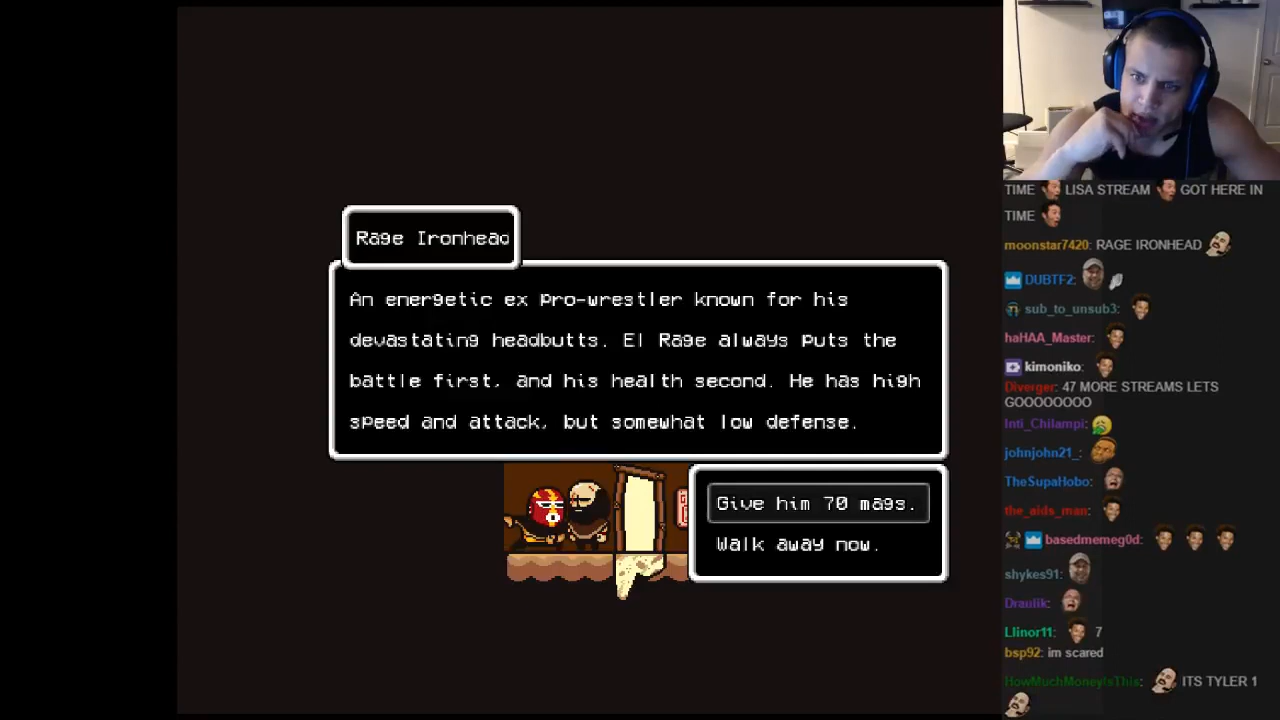 Rage Ironhead
An energetic ex pro-wrestler known for his
devastating headbutts. El Rage always puts the
battle first, and his health second. He has high
speed and attack, but somewhat low defense.
Give him 70 mags.
Walk away now.
TIME LISA STREAM GOT HERE IN
TIME
moonstar7420: RAGE IRONHEAD
DUBTF2:
sub_to_unsub3:
haHAA_Master:
kimoniko:
Diverger: 47 MORE STREAMS LETS
GOOOOOOOO
Inti_Chilampi:
johnjohn21_:
TheSupaHobo:
the_aids_man:
basedmemeg0d:
shykes91:
Draulik:
Llinor11: 7
bsp92: im scared
HowMuchMoneyIsThis: ITS TYLER 1